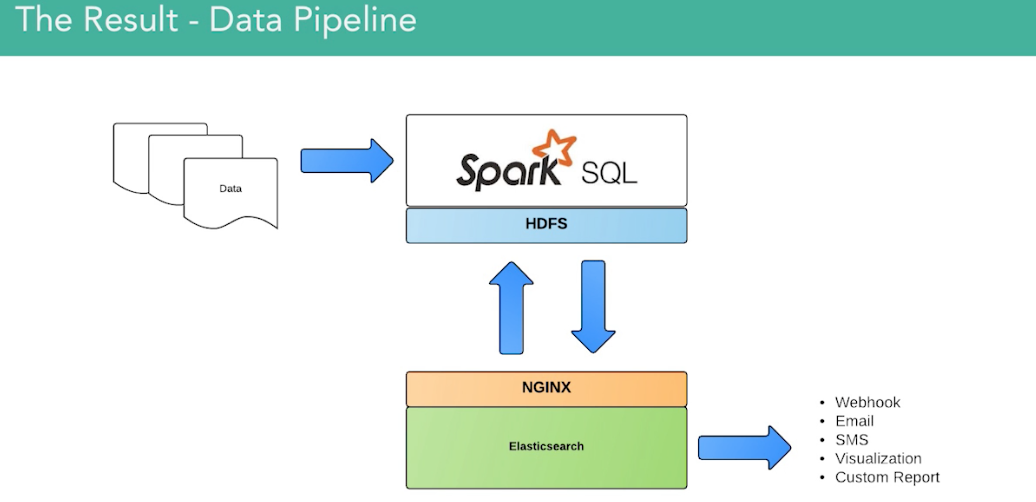 The Result - Data Pipeline
Data
Spark SQL
HDFS
NGINX
Elasticsearch
• Webhook
• Email
• SMS
• Visualization
• Custom Report